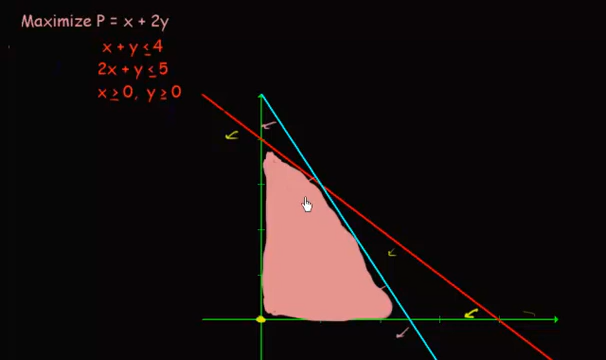 Maximize P = x + 2y
x + y ≤ 4
2x + y ≤ 5
x ≥ 0, y ≥ 0